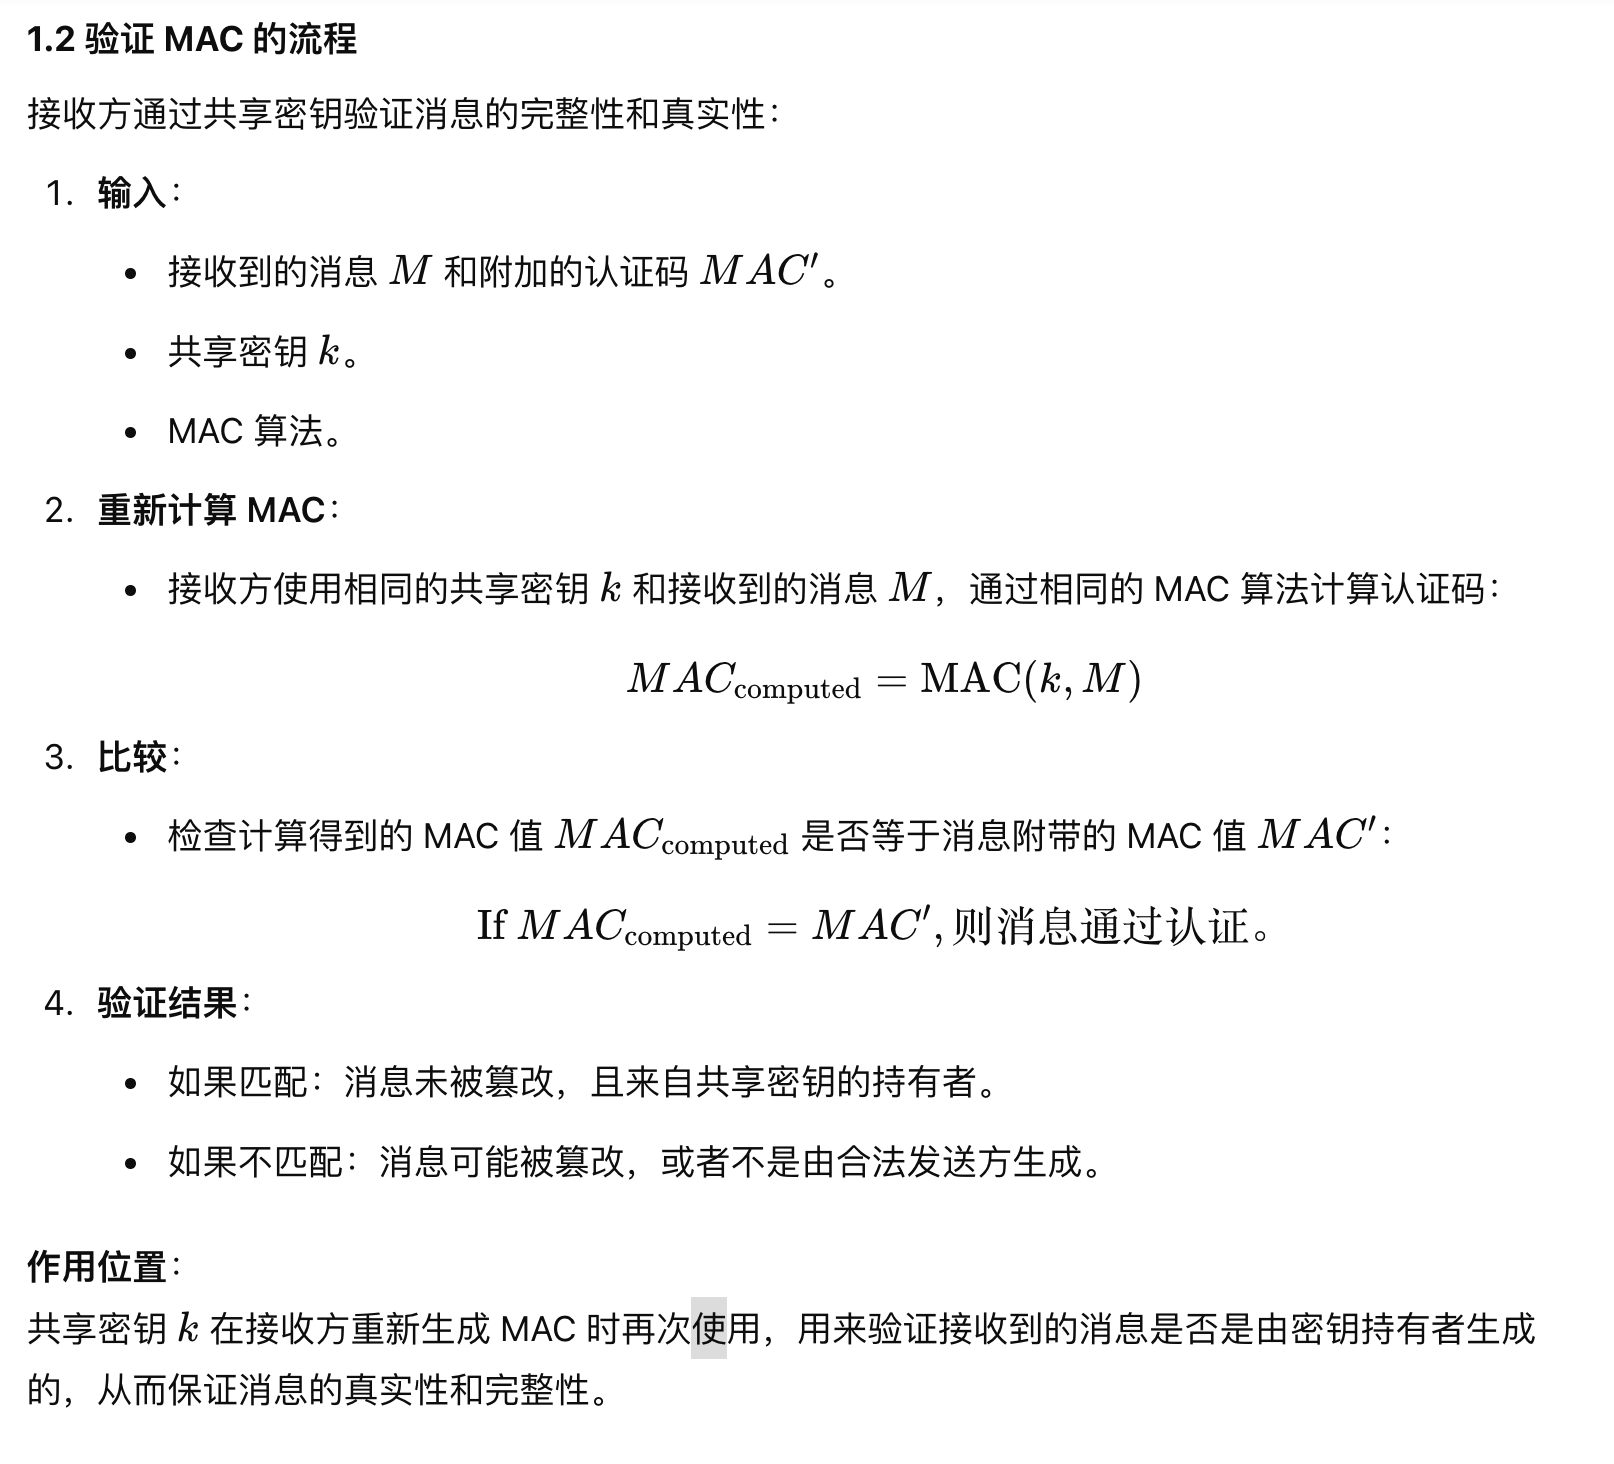 1.2 验证 MAC 的流程
接收方通过共享密钥验证消息的完整性和真实性：
1. 输入：
• 接收到的消息 M 和附加的认证码 MAC′。
• 共享密钥 k。
• MAC 算法。
2. 重新计算 MAC：
• 接收方使用相同的共享密钥 k 和接收到的消息 M，通过相同的 MAC 算法计算认证码：
MAC_computed = MAC(k, M)
3. 比较：
• 检查计算得到的 MAC 值 MAC_computed 是否等于消息附带的 MAC 值 MAC′：
If MAC_computed = MAC′, 则消息通过认证。
4. 验证结果：
• 如果匹配：消息未被篡改，且来自共享密钥的持有者。
• 如果不匹配：消息可能被篡改，或者不是由合法发送方生成。
作用位置：
共享密钥 k 在接收方重新生成 MAC 时再次使用，用来验证接收到的消息是否是由密钥持有者生成
的，从而保证消息的真实性和完整性。